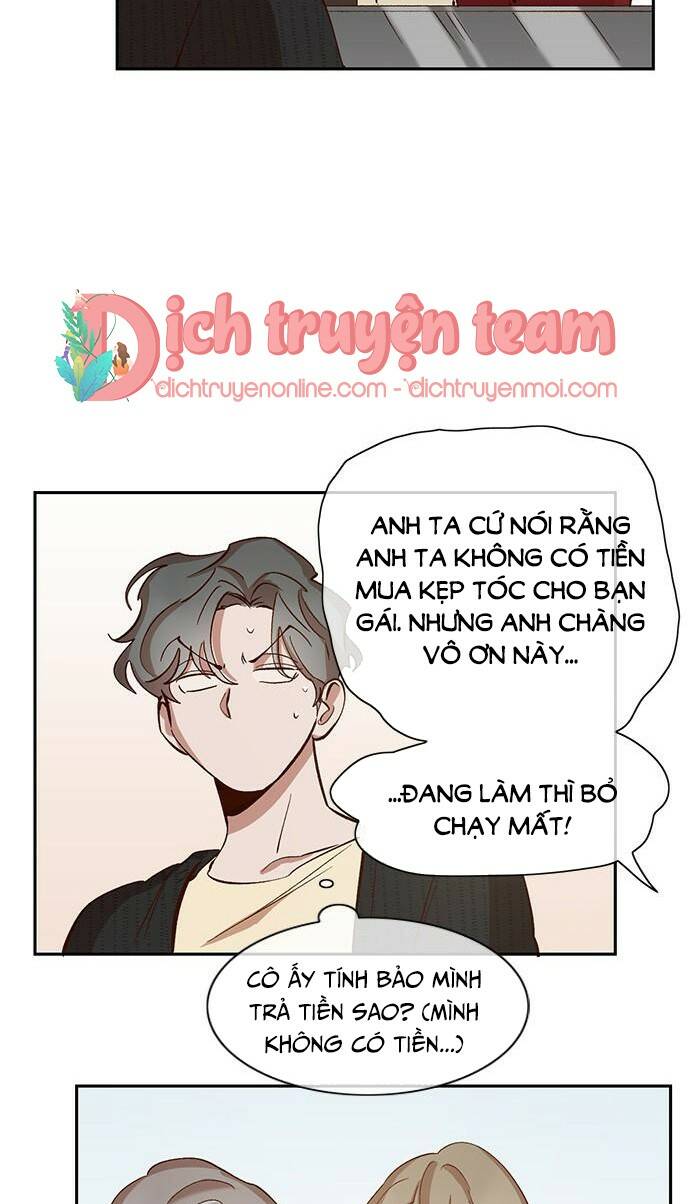 Dịch truyện team
dichtruyenonline.com - dichtruyenmoi.com
ANH TA CỨ NÓI RẰNG
ANH TA KHÔNG CÓ TIỀN
MUA KẸP TÓC CHO BẠN
GÁI. NHƯNG ANH CHÀNG
VÔ ƠN NÀY...
...ĐANG LÀM THÌ BỎ
CHẠY MẤT!
CÔ ẤY TÍNH BẢO MÌNH
TRẢ TIỀN SAO? (MÌNH
KHÔNG CÓ TIỀN...)